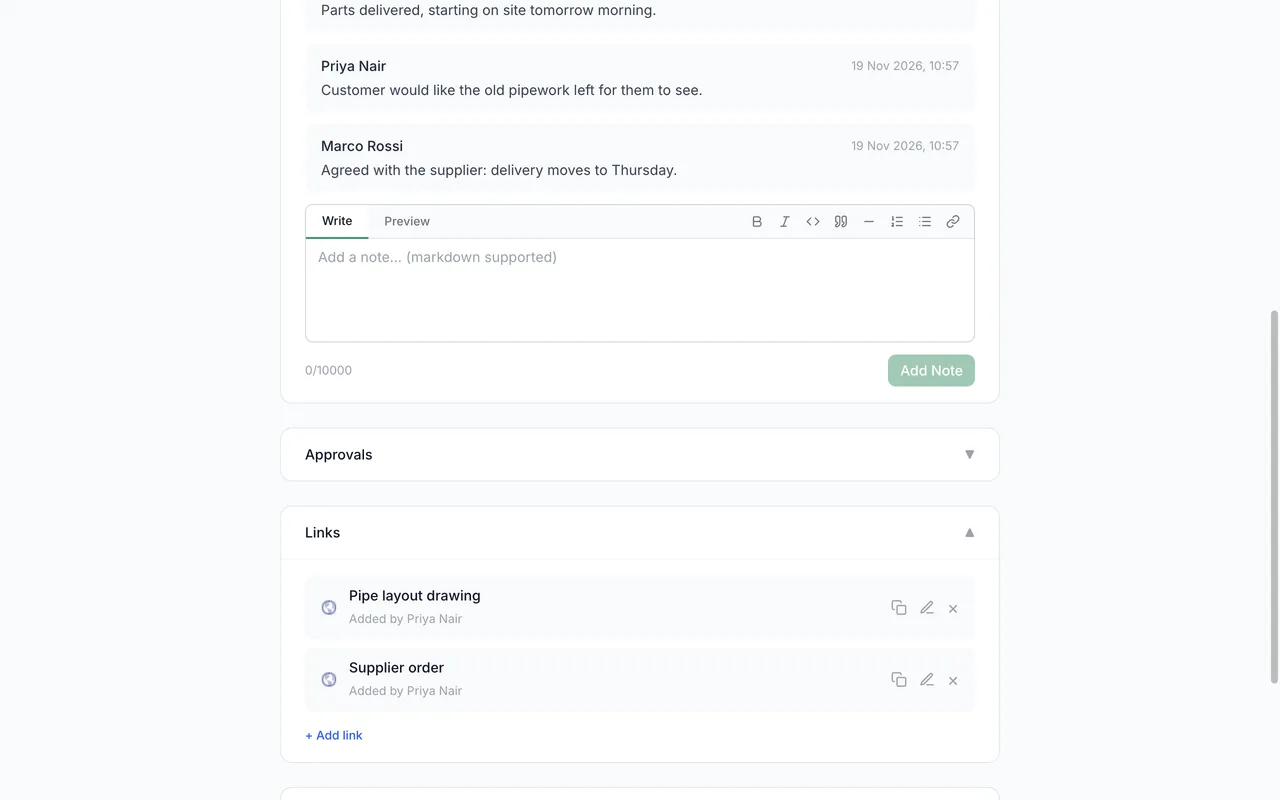 Parts delivered, starting on site tomorrow morning.
Priya Nair 19 Nov 2026, 10:57
Customer would like the old pipework left for them to see.
Marco Rossi 19 Nov 2026, 10:57
Agreed with the supplier: delivery moves to Thursday.
Write Preview
Add a note... (markdown supported)
0/10000 Add Note
Approvals
Links
Pipe layout drawing
Added by Priya Nair
Supplier order
Added by Priya Nair
+ Add link